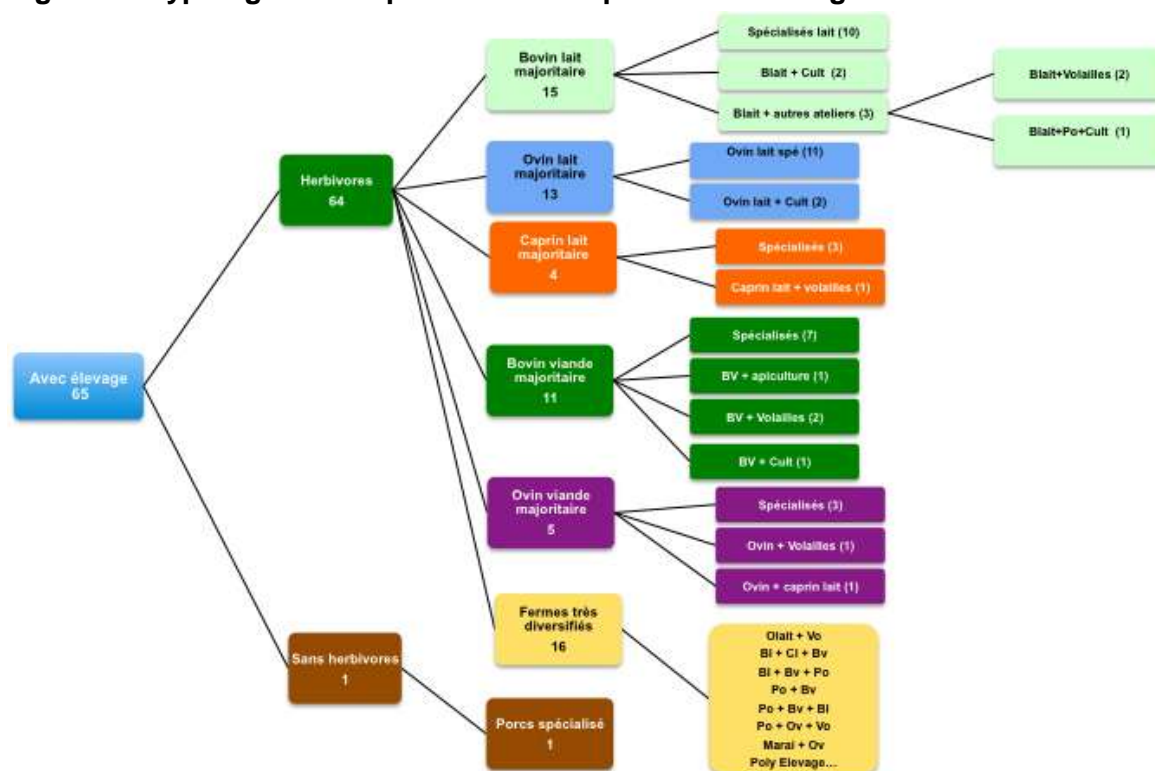 Bovin lait
majoritaire
15
Spécialisés lait (10)
Blait + Cult (2)
Blait + autres ateliers (3)
Blait+Volailles (2)
Blait+Po+Cult (1)
Herbivores
64
Ovin lait
majoritaire
13
Ovin lait spé (11)
Ovin lait + Cult (2)
Caprin lait
majoritaire
4
Spécialisés (3)
Caprin lait + volailles (1)
Avec élevage
65
Bovin viande
majoritaire
11
Spécialisés (7)
BV + apiculture (1)
BV + Volailles (2)
BV + Cult (1)
Ovin viande
majoritaire
5
Spécialisés (3)
Ovin + Volailles (1)
Ovin + caprin lait (1)
Fermes très
diversifiés
16
Olait + Vo
Bl + Cl + Bv
Bl + Bv + Po
Po + Bv
Po + Bv + Bl
Po + Ov + Vo
Marai + Ov
Poly Elevage...
Sans herbivores
1
Porcs spécialisé
1